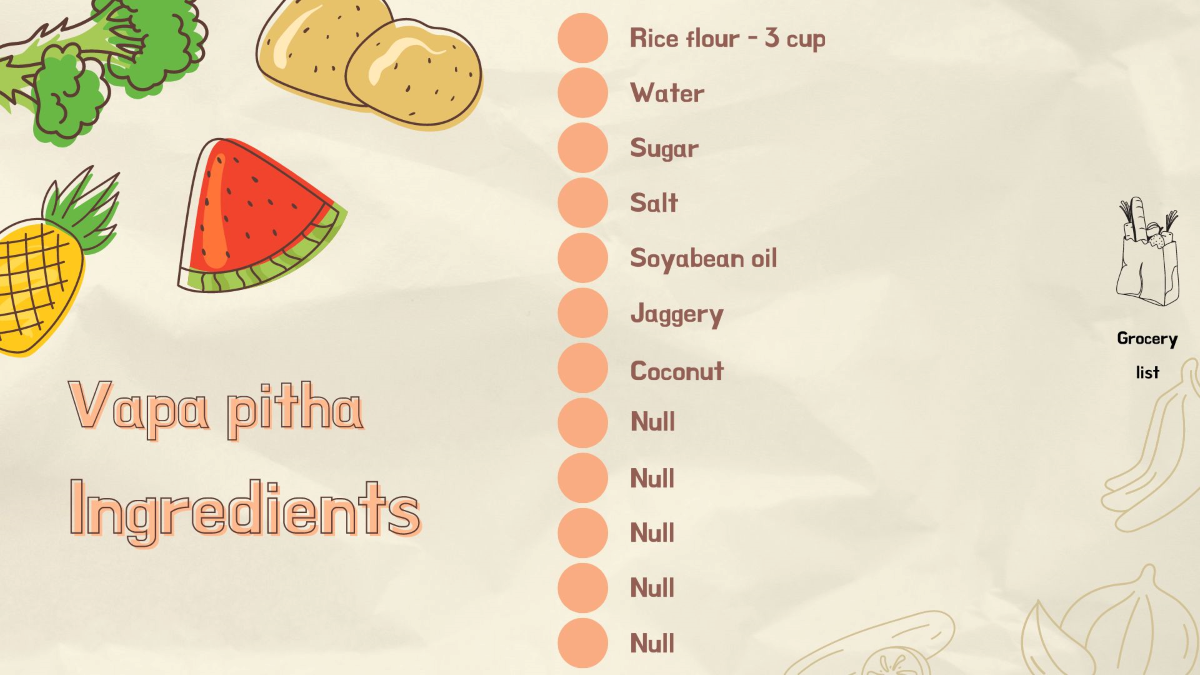 Vapa pitha
Ingredients
Rice flour - 3 cup
Water
Sugar
Salt
Soyabean oil
Jaggery
Coconut
Null
Null
Null
Null
Null
Grocery
list